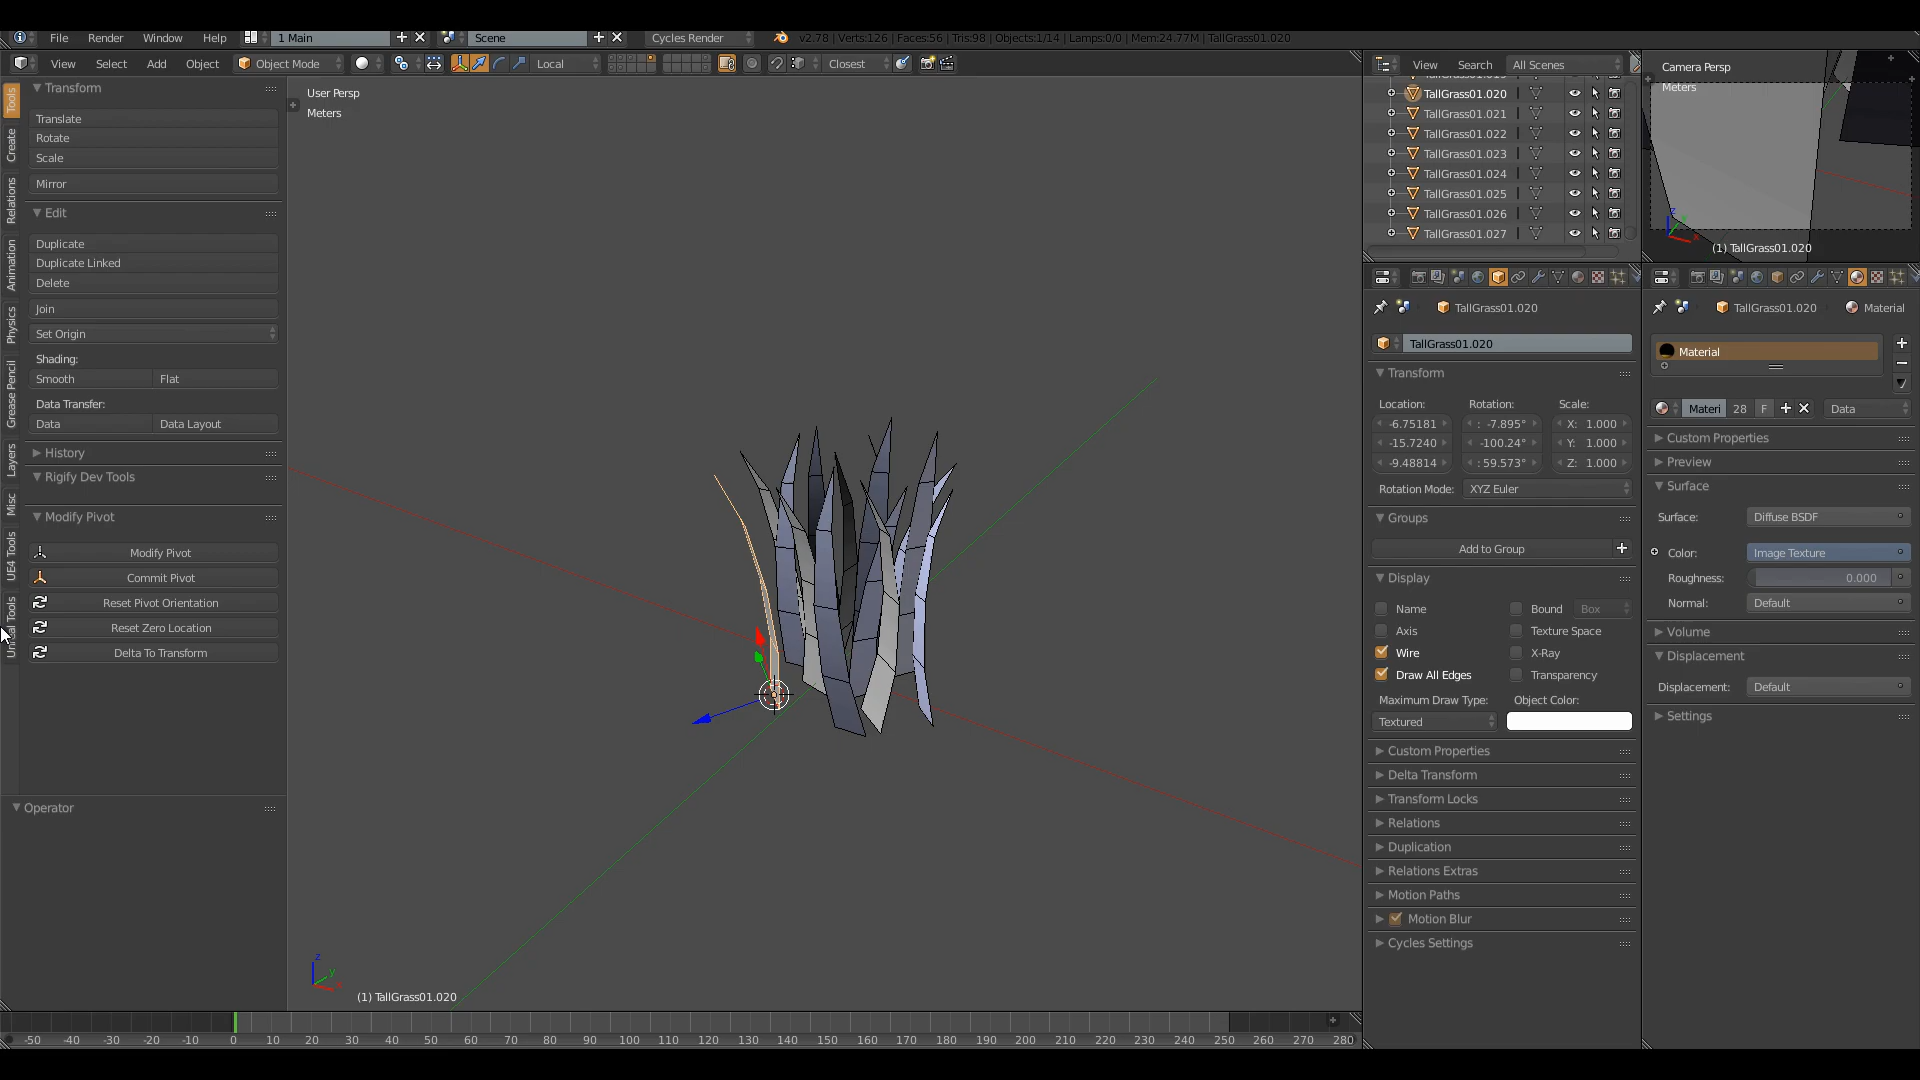 File Render Window Help 1 Main Scene Cycles Render v2.78 | Verts:126 | Faces:56 | Tris:98 | Objects:1/14 | Lamps:0/0 | Mem:24.77M | TallGrass01.020
View Select Add Object Object Mode Local Closest
View Search All Scenes
Tools
Create
Relations
Animation
Physics
Grease Pencil
Layers
Misc
UE4 Tools
Transform
Translate
Rotate
Scale
Mirror
Edit
Duplicate
Duplicate Linked
Delete
Join
Set Origin
Shading:
Smooth Flat
Data Transfer:
Data Data Layout
History
Rigify Dev Tools
Modify Pivot
Modify Pivot
Commit Pivot
Reset Pivot Orientation
Reset Zero Location
Delta To Transform
Operator
User Persp
Meters
z
y
x
(1) TallGrass01.020
-50 -40 -30 -20 -10 0 10 20 30 40 50 60 70 80 90 100 110 120 130 140 150 160 170 180 190 200 210 220 230 240 250 260 270 280
TallGrass01.020
TallGrass01.021
TallGrass01.022
TallGrass01.023
TallGrass01.024
TallGrass01.025
TallGrass01.026
TallGrass01.027
Camera Persp
Meters
(1) TallGrass01.020
TallGrass01.020
TallGrass01.020
Transform
Location: Rotation: Scale:
-6.75181 : -7.895° X: 1.000
-15.7240 -100.24° Y: 1.000
-9.48814 : 59.573° Z: 1.000
Rotation Mode: XYZ Euler
Groups
Add to Group
Display
Name Bound Box
Axis Texture Space
Wire X-Ray
Draw All Edges Transparency
Maximum Draw Type: Object Color:
Textured
Custom Properties
Delta Transform
Transform Locks
Relations
Duplication
Relations Extras
Motion Paths
Motion Blur
Cycles Settings
TallGrass01.020 Material
Material
Materi 28 F Data
Custom Properties
Preview
Surface
Surface: Diffuse BSDF
Color: Image Texture
Roughness: 0.000
Normal: Default
Volume
Displacement
Displacement: Default
Settings